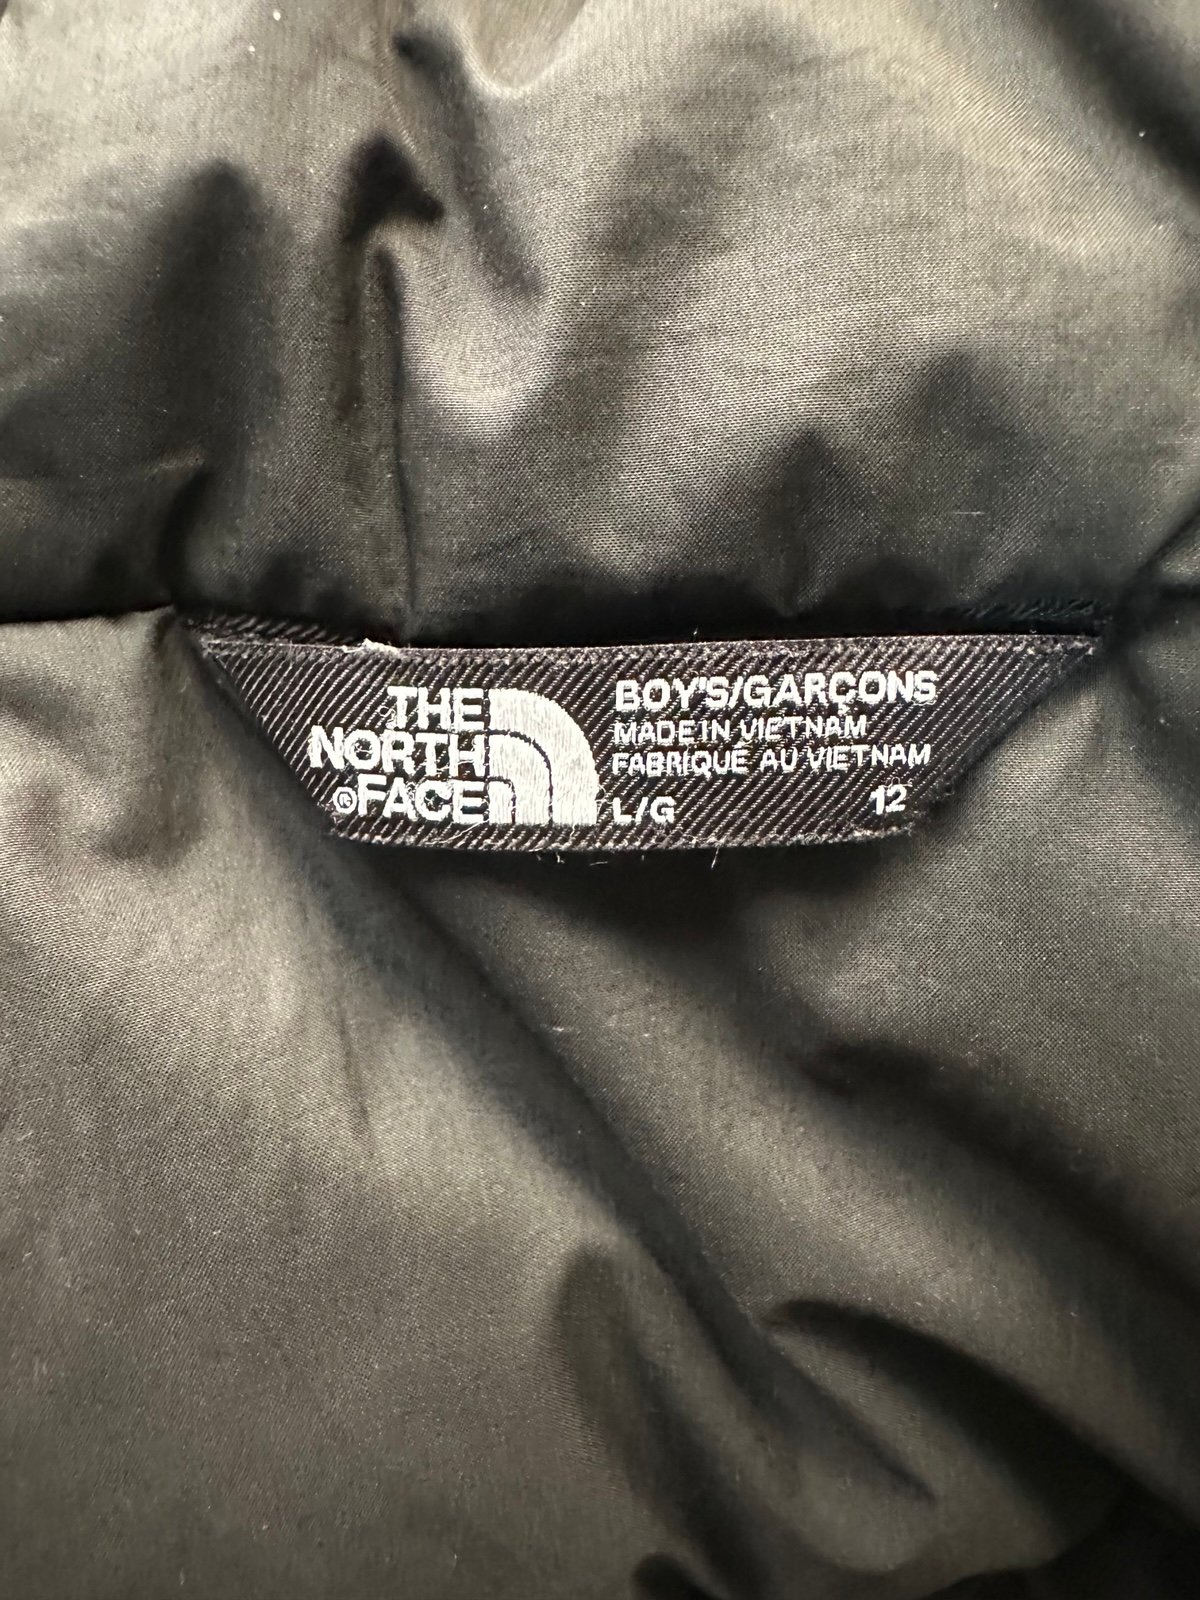 THE
NORTH
®FACE
BOY'S/GARÇONS
MADE IN VIETNAM
FABRIQUÉ AU VIETNAM
L/G 12